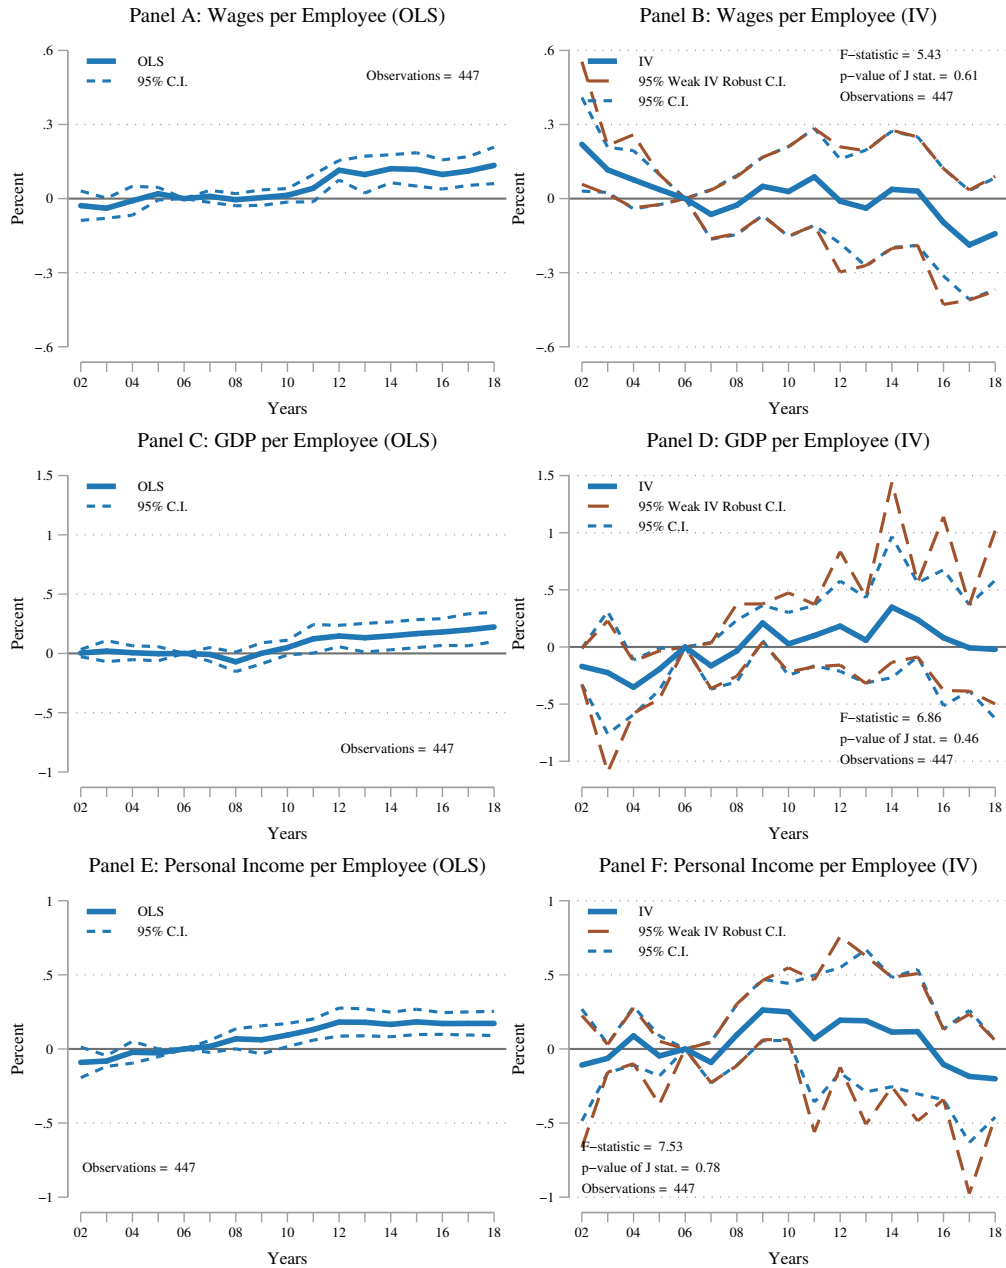 Panel A: Wages per Employee (OLS)
OLS
95% C.I.
Observations = 447
.6
.3
0
−.3
−.6
Percent
02 04 06 08 10 12 14 16 18
Years
Panel B: Wages per Employee (IV)
IV
95% Weak IV Robust C.I.
95% C.I.
F−statistic = 5.43
p−value of J stat. = 0.61
Observations = 447
.6
.3
0
−.3
−.6
Percent
02 04 06 08 10 12 14 16 18
Years
Panel C: GDP per Employee (OLS)
OLS
95% C.I.
Observations = 447
1.5
1
.5
0
−.5
−1
Percent
02 04 06 08 10 12 14 16 18
Years
Panel D: GDP per Employee (IV)
IV
95% Weak IV Robust C.I.
95% C.I.
F−statistic = 6.86
p−value of J stat. = 0.46
Observations = 447
1.5
1
.5
0
−.5
−1
Percent
02 04 06 08 10 12 14 16 18
Years
Panel E: Personal Income per Employee (OLS)
OLS
95% C.I.
Observations = 447
1
.5
0
−.5
−1
Percent
02 04 06 08 10 12 14 16 18
Years
Panel F: Personal Income per Employee (IV)
IV
95% Weak IV Robust C.I.
95% C.I.
F−statistic = 7.53
p−value of J stat. = 0.78
Observations = 447
1
.5
0
−.5
−1
Percent
02 04 06 08 10 12 14 16 18
Years